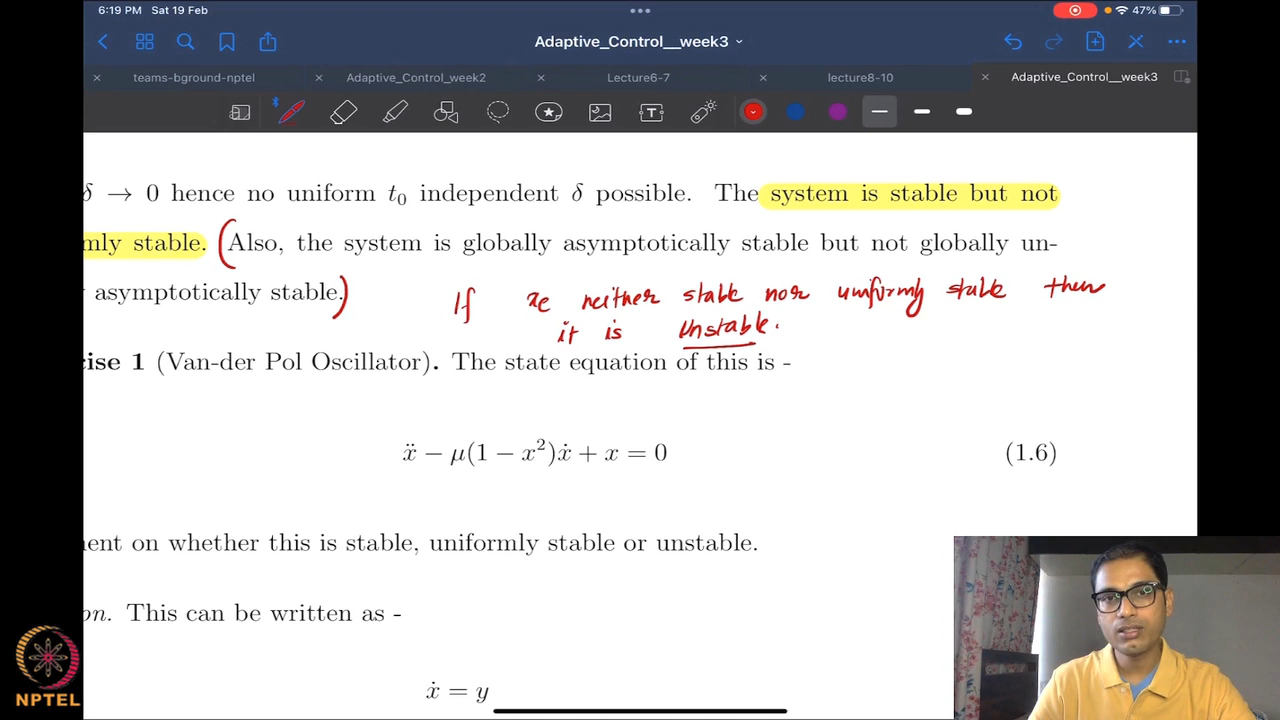 6:19 PM Sat 19 Feb
47%
Adaptive_Control__week3
teams-bground-nptel
Adaptive_Control_week2
Lecture6-7
lecture8-10
Adaptive_Control__week3
δ → 0 hence no uniform t₀ independent δ possible. The system is stable but not
mly stable. (Also, the system is globally asymptotically stable but not globally un-
y asymptotically stable.)
If xe neither stable nor uniformly stable then
it is unstable.
cise 1 (Van-der Pol Oscillator). The state equation of this is -
ẍ − μ(1 − x²)ẋ + x = 0 (1.6)
ment on whether this is stable, uniformly stable or unstable.
on. This can be written as -
ẋ = y
NPTEL